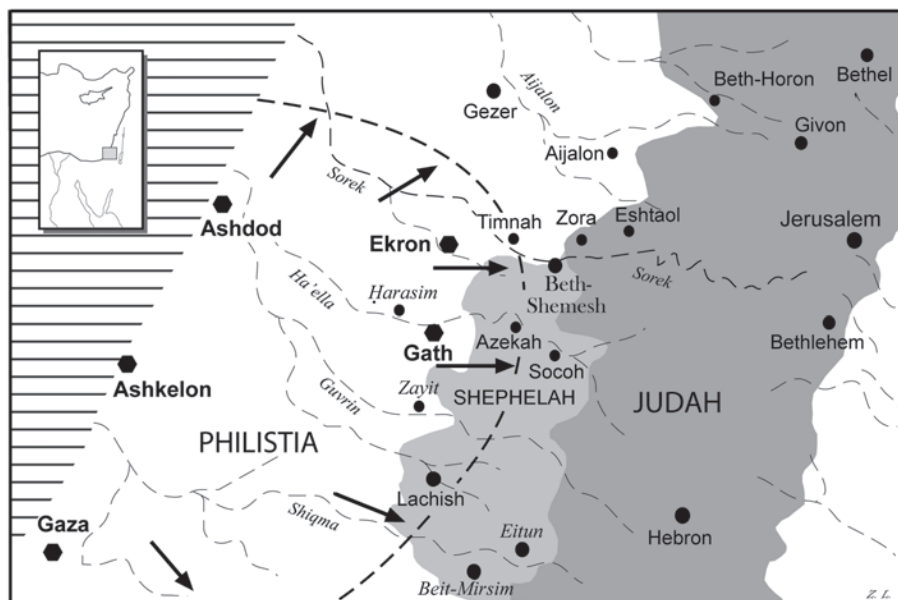 Bethel
Beth-Horon
Aijalon
Gezer
Givon
Aijalon
Sorek
Ashdod
Timnah
Zora
Eshtaol
Jerusalem
Ekron
Sorek
Beth-
Shemesh
Ha'ella
Harasim
Azekah
Bethlehem
Gath
Socoh
Ashkelon
Zayit
Guvrin
SHEPHELAH
JUDAH
PHILISTIA
Lachish
Shiqma
Gaza
Eitun
Hebron
Beit-Mirsim
Z. L.